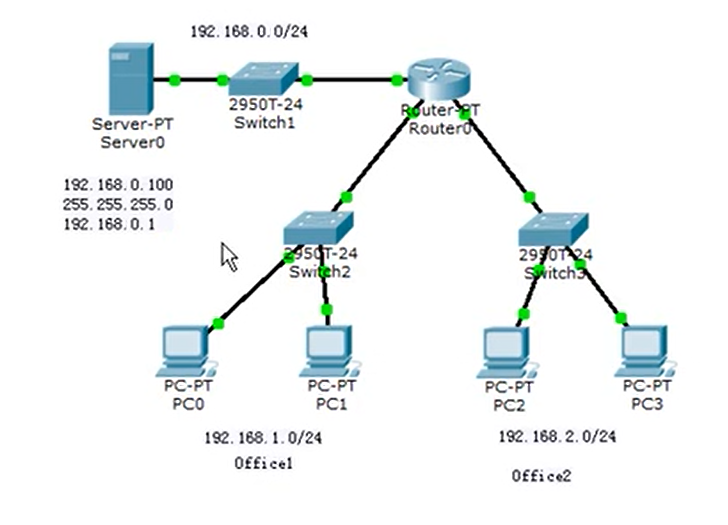 192.168.0.0/24
2950T-24
Switch1
Server-PT
Server0
Router-PT
Router0
192.168.0.100
255.255.255.0
192.168.0.1
2950T-24
Switch2
2950T-24
Switch3
PC-PT
PC0
PC-PT
PC1
PC-PT
PC2
PC-PT
PC3
192.168.1.0/24
Office1
192.168.2.0/24
Office2